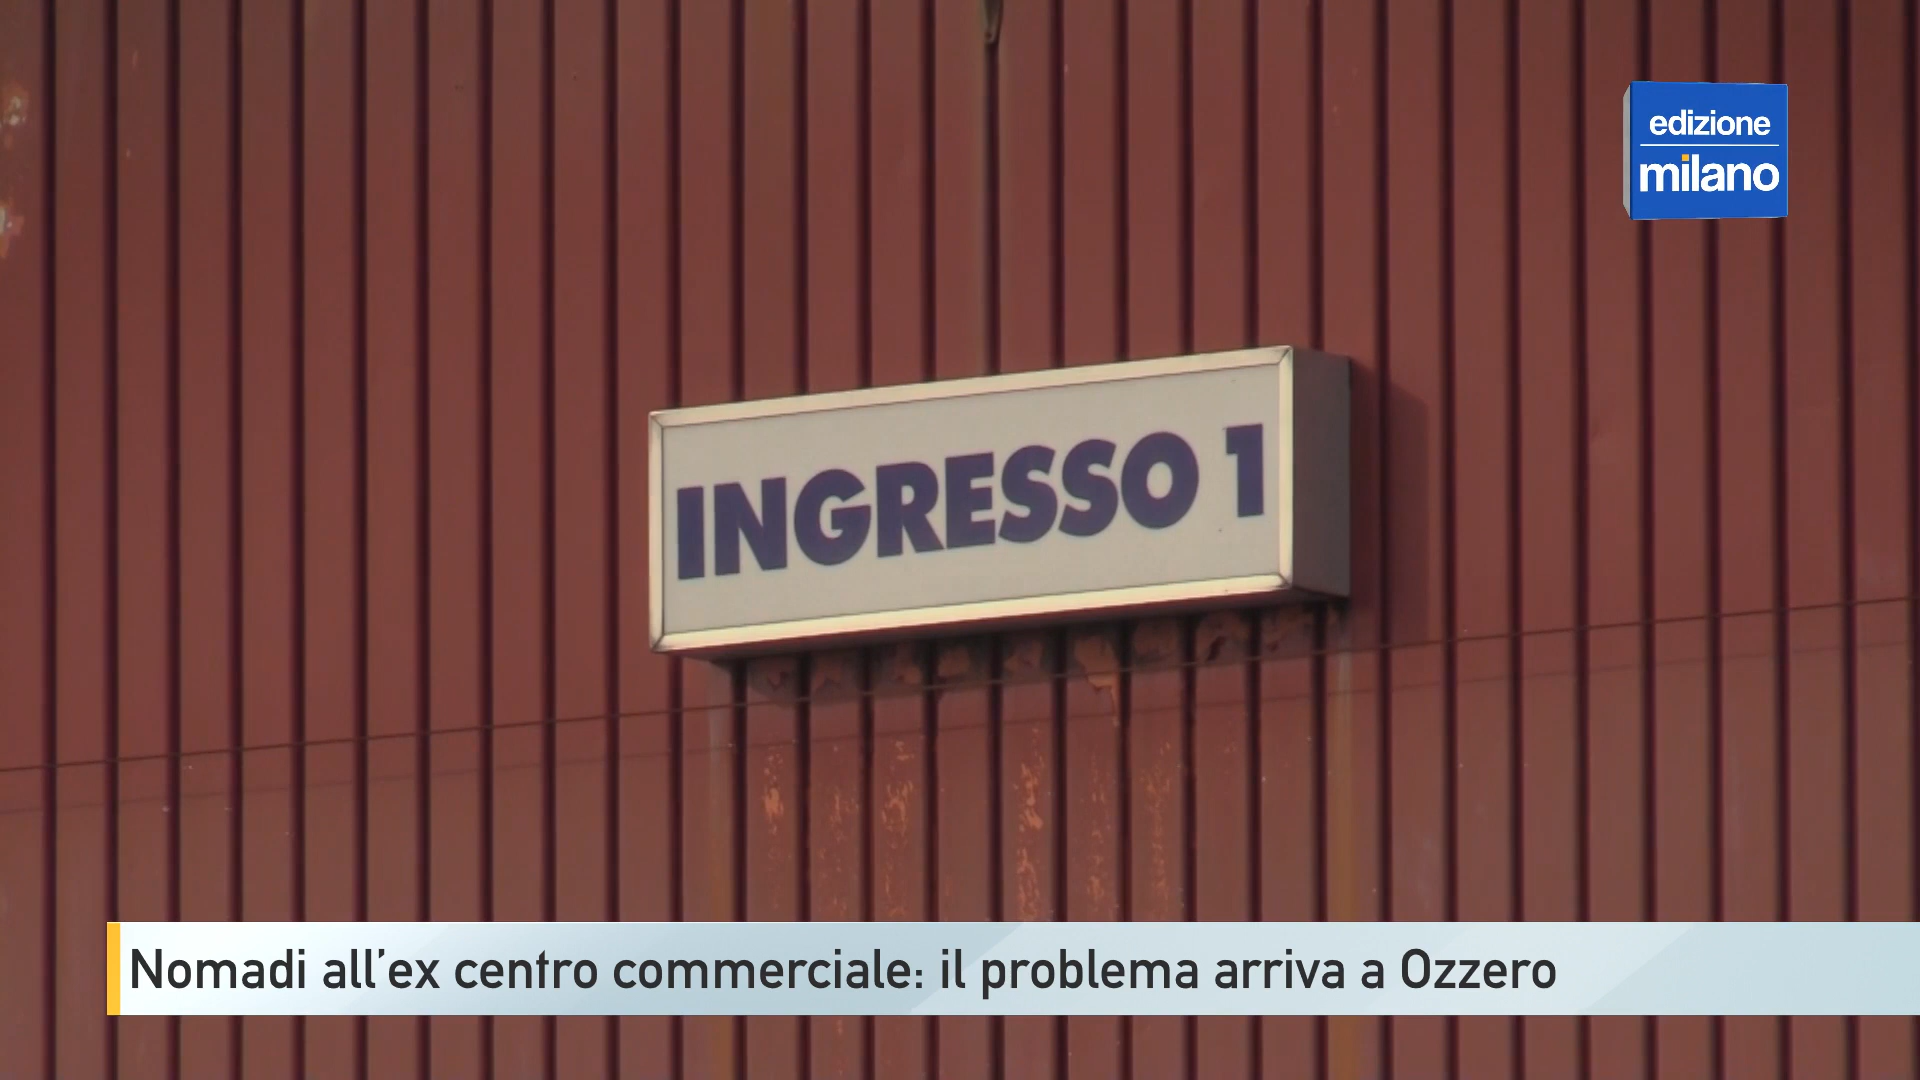 edizione
milano
INGRESSO 1
Nomadi all'ex centro commerciale: il problema arriva a Ozzero